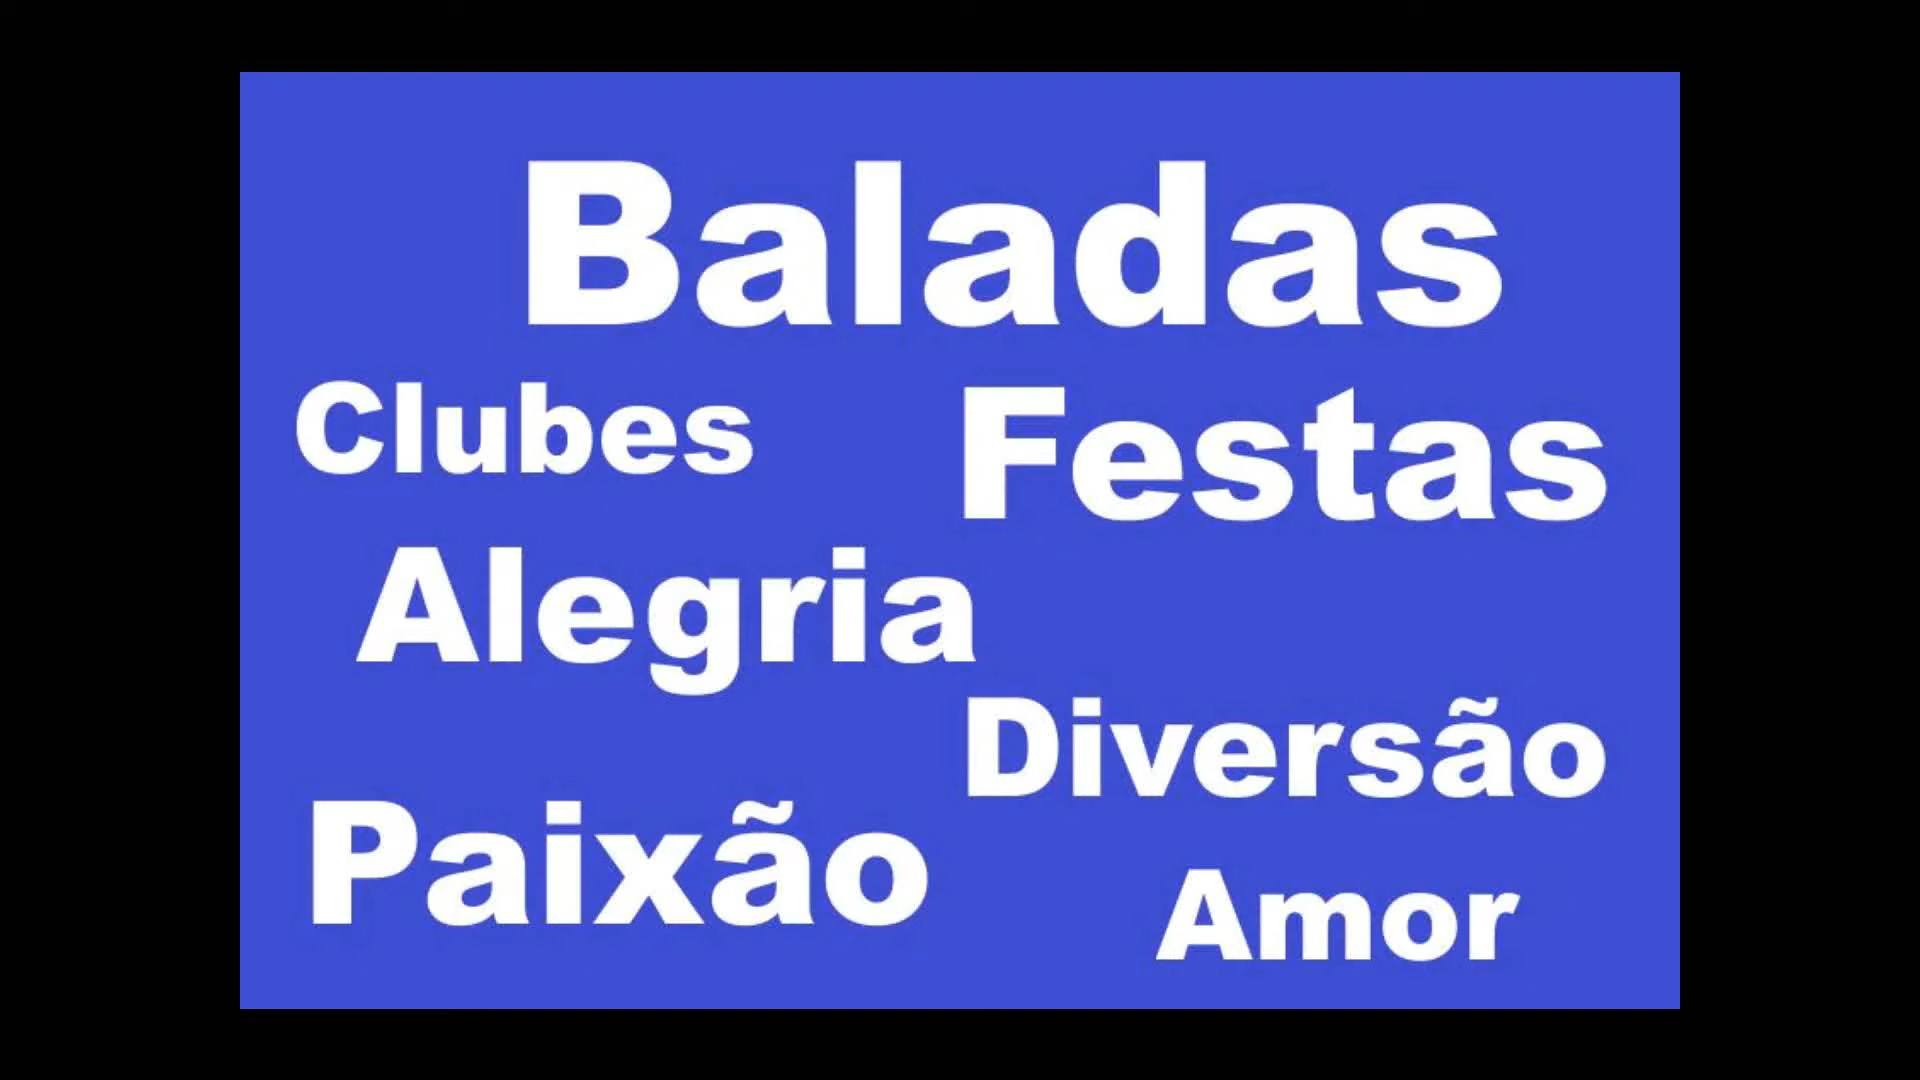 Baladas
Clubes
Festas
Alegria
Diversão
Paixão
Amor